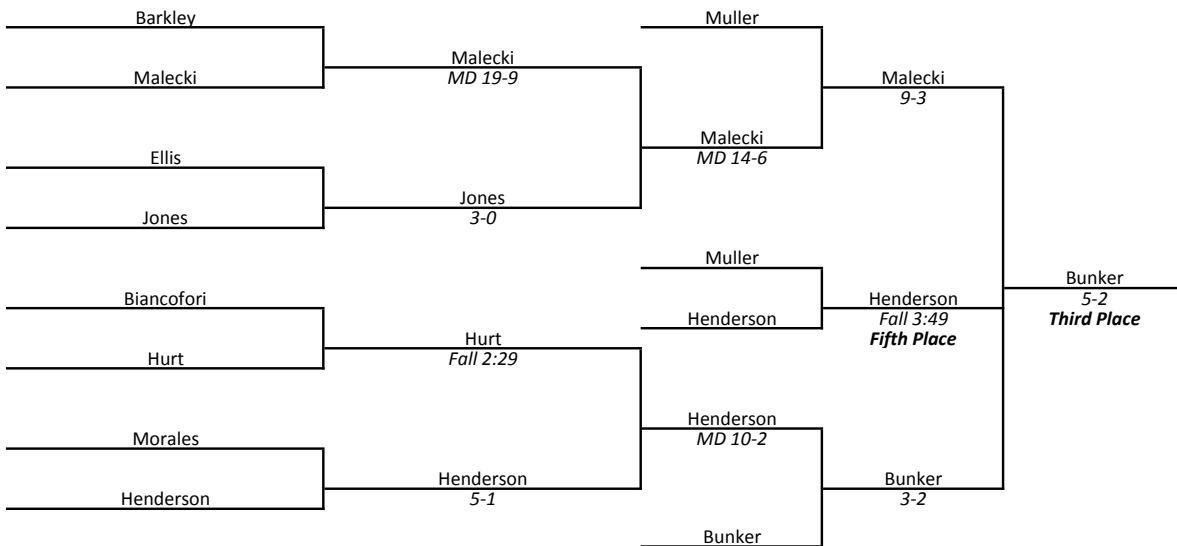 Barkley
Malecki
Malecki
MD 19-9
Ellis
Jones
Jones
3-0
Biancofori
Hurt
Hurt
Fall 2:29
Morales
Henderson
Henderson
5-1
Muller
Malecki
MD 14-6
Malecki
9-3
Muller
Henderson
Henderson
Fall 3:49
Fifth Place
Henderson
MD 10-2
Bunker
Bunker
3-2
Bunker
5-2
Third Place